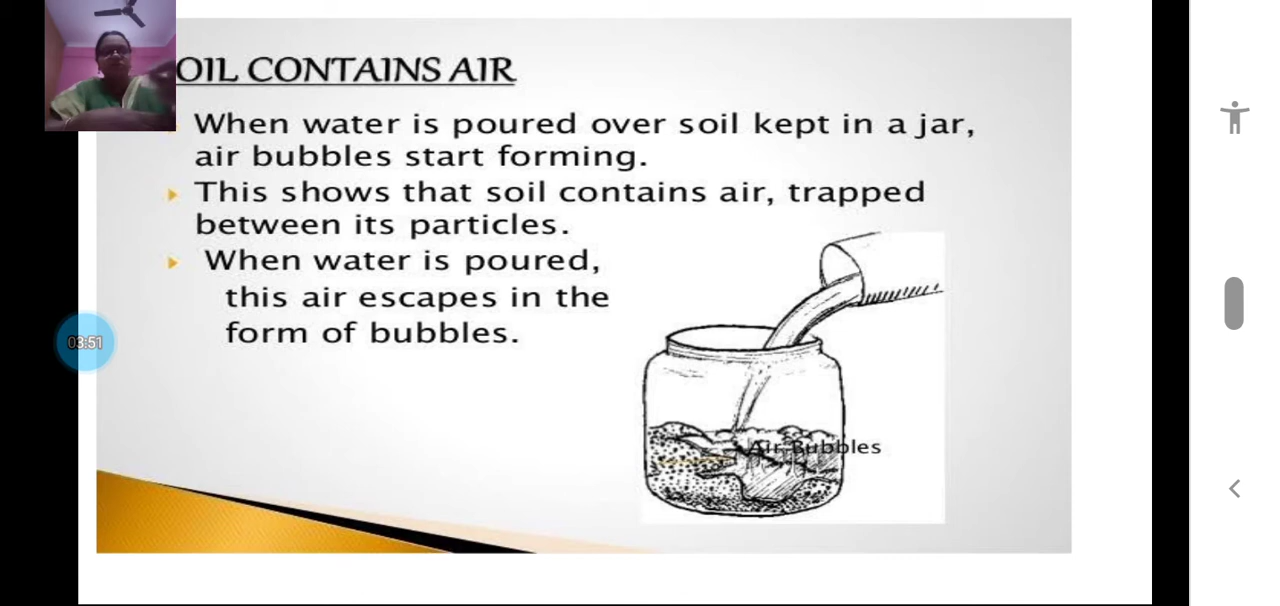 OIL CONTAINS AIR
When water is poured over soil kept in a jar,
air bubbles start forming.
This shows that soil contains air, trapped
between its particles.
When water is poured,
this air escapes in the
form of bubbles.
03:51
Air Bubbles